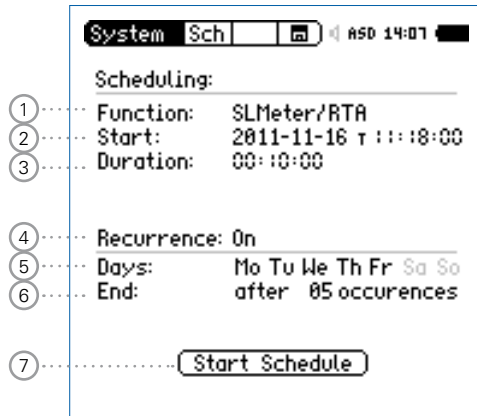 System Sch ASD 14:07
Scheduling:
1 Function: SLMeter/RTA
2 Start: 2011-11-16 T 11:18:00
3 Duration: 00:10:00
4 Recurrence: On
5 Days: Mo Tu We Th Fr Sa So
6 End: after 05 occurences
7 Start Schedule